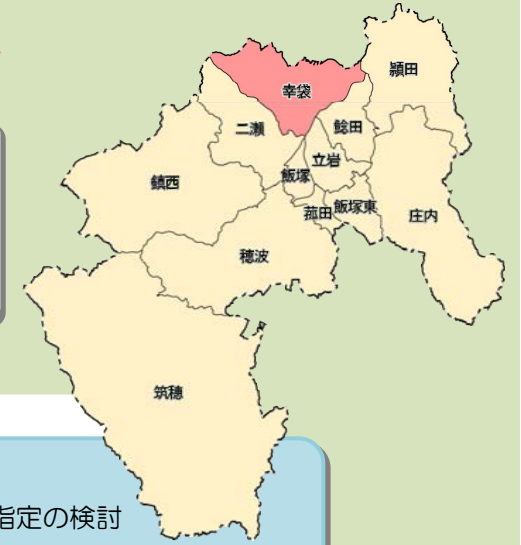 頴田
幸袋
二瀬
鯰田
立岩
飯塚
鎮西
菰田
飯塚東
庄内
穂波
筑穂
指定の検討